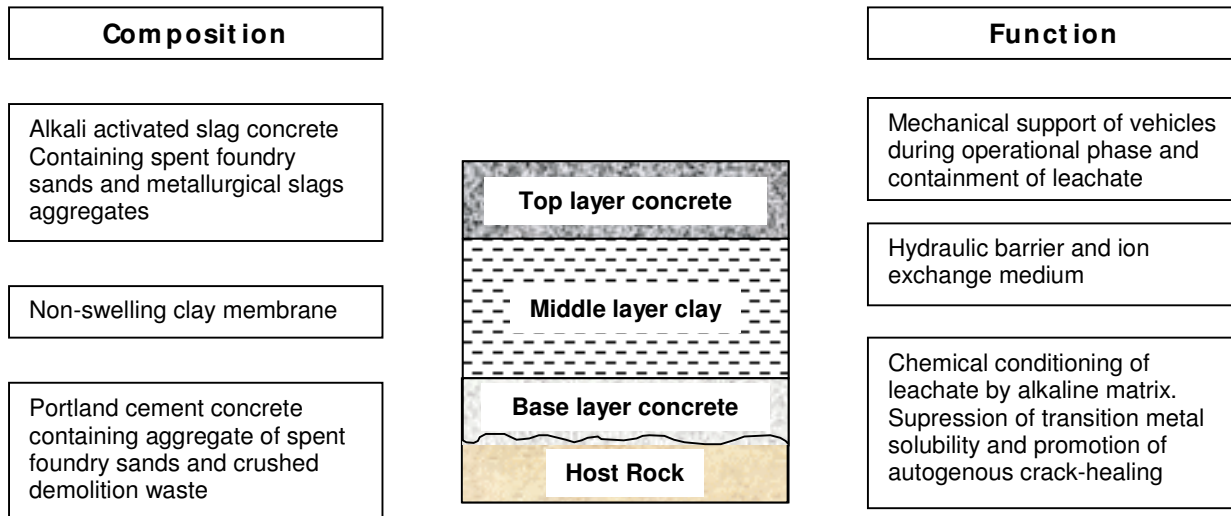 Composition
Alkali activated slag concrete
Containing spent foundry
sands and metallurgical slags
aggregates
Non-swelling clay membrane
Portland cement concrete
containing aggregate of spent
foundry sands and crushed
demolition waste
Top layer concrete
Middle layer clay
Base layer concrete
Host Rock
Function
Mechanical support of vehicles
during operational phase and
containment of leachate
Hydraulic barrier and ion
exchange medium
Chemical conditioning of
leachate by alkaline matrix.
Supression of transition metal
solubility and promotion of
autogenous crack-healing